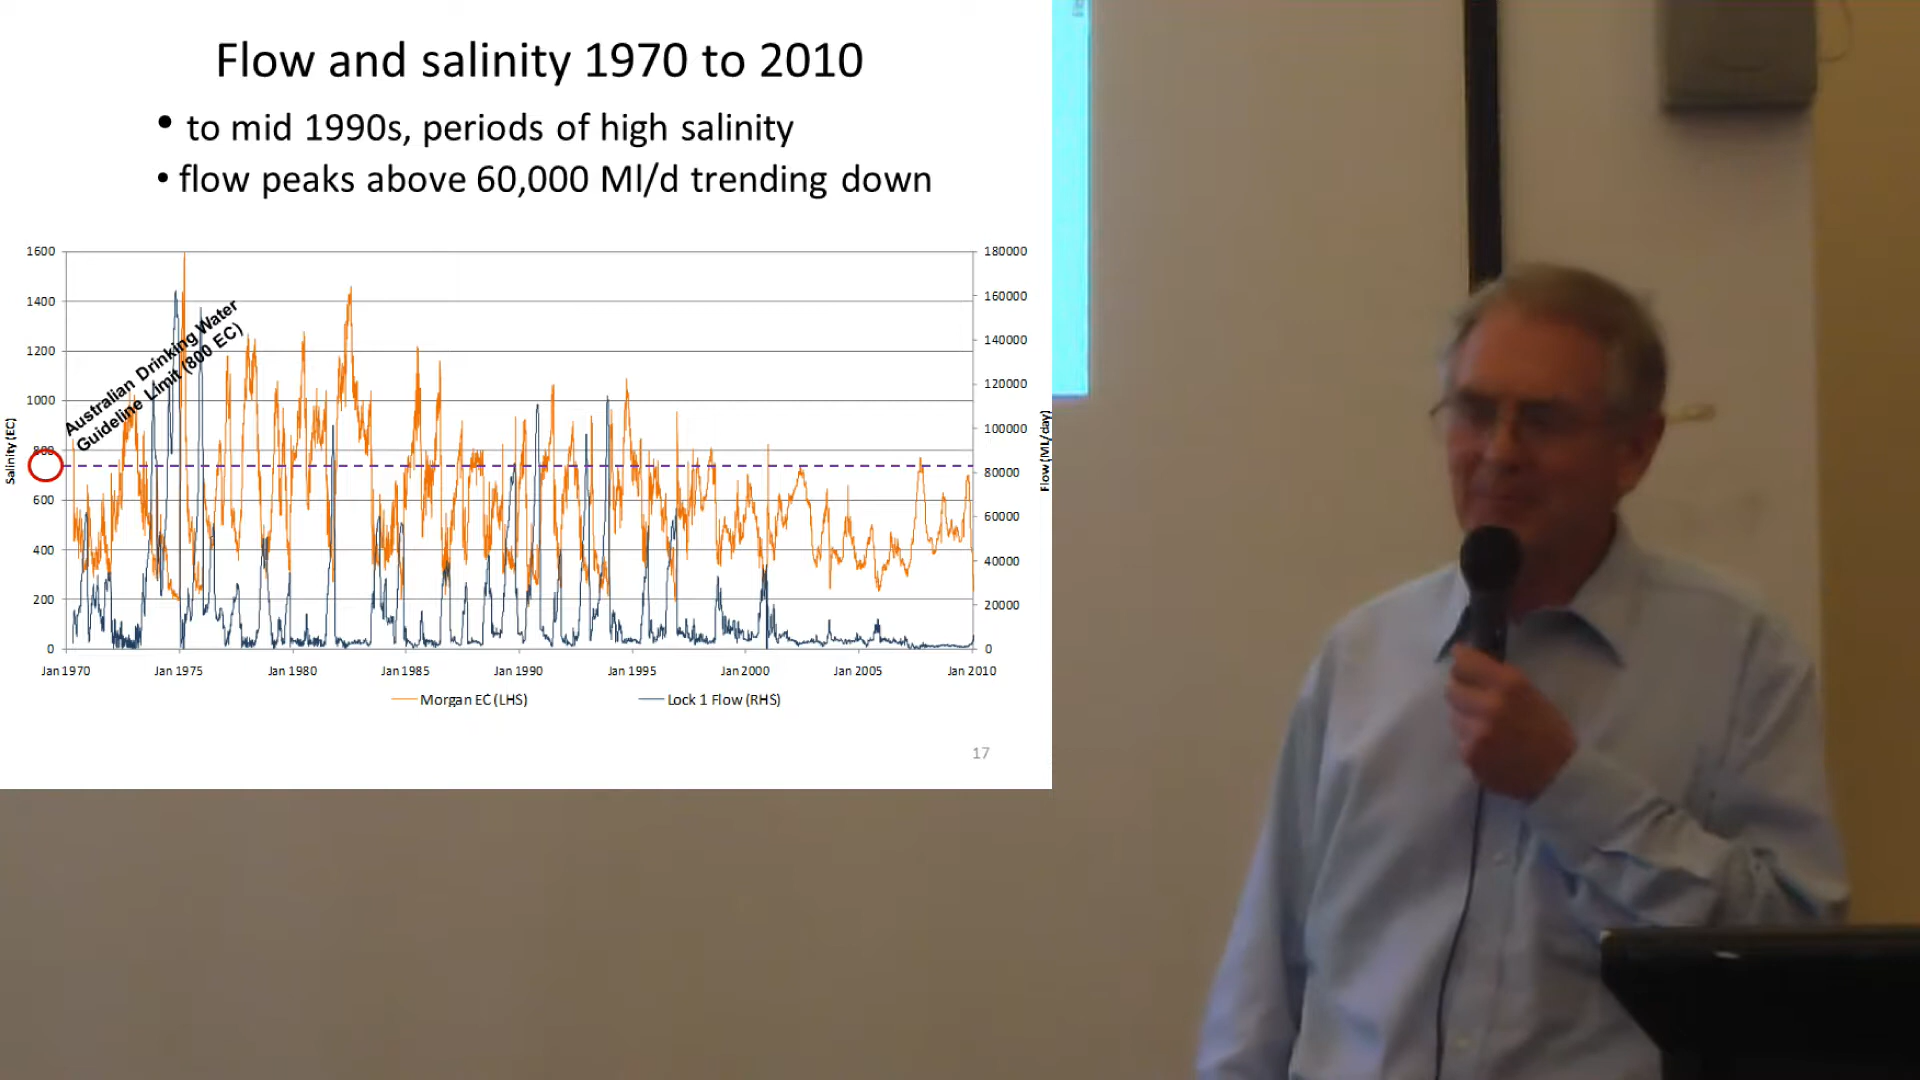 Flow and salinity 1970 to 2010
• to mid 1990s, periods of high salinity
• flow peaks above 60,000 Ml/d trending down
Australian Drinking Water
Guideline Limit (800 EC)
Salinity (EC)
1600
1400
1200
1000
800
600
400
200
0
180000
160000
140000
120000
100000
80000
60000
40000
20000
0
Flow (ML/day)
Jan 1970 Jan 1975 Jan 1980 Jan 1985 Jan 1990 Jan 1995 Jan 2000 Jan 2005 Jan 2010
Morgan EC (LHS) Lock 1 Flow (RHS)
17